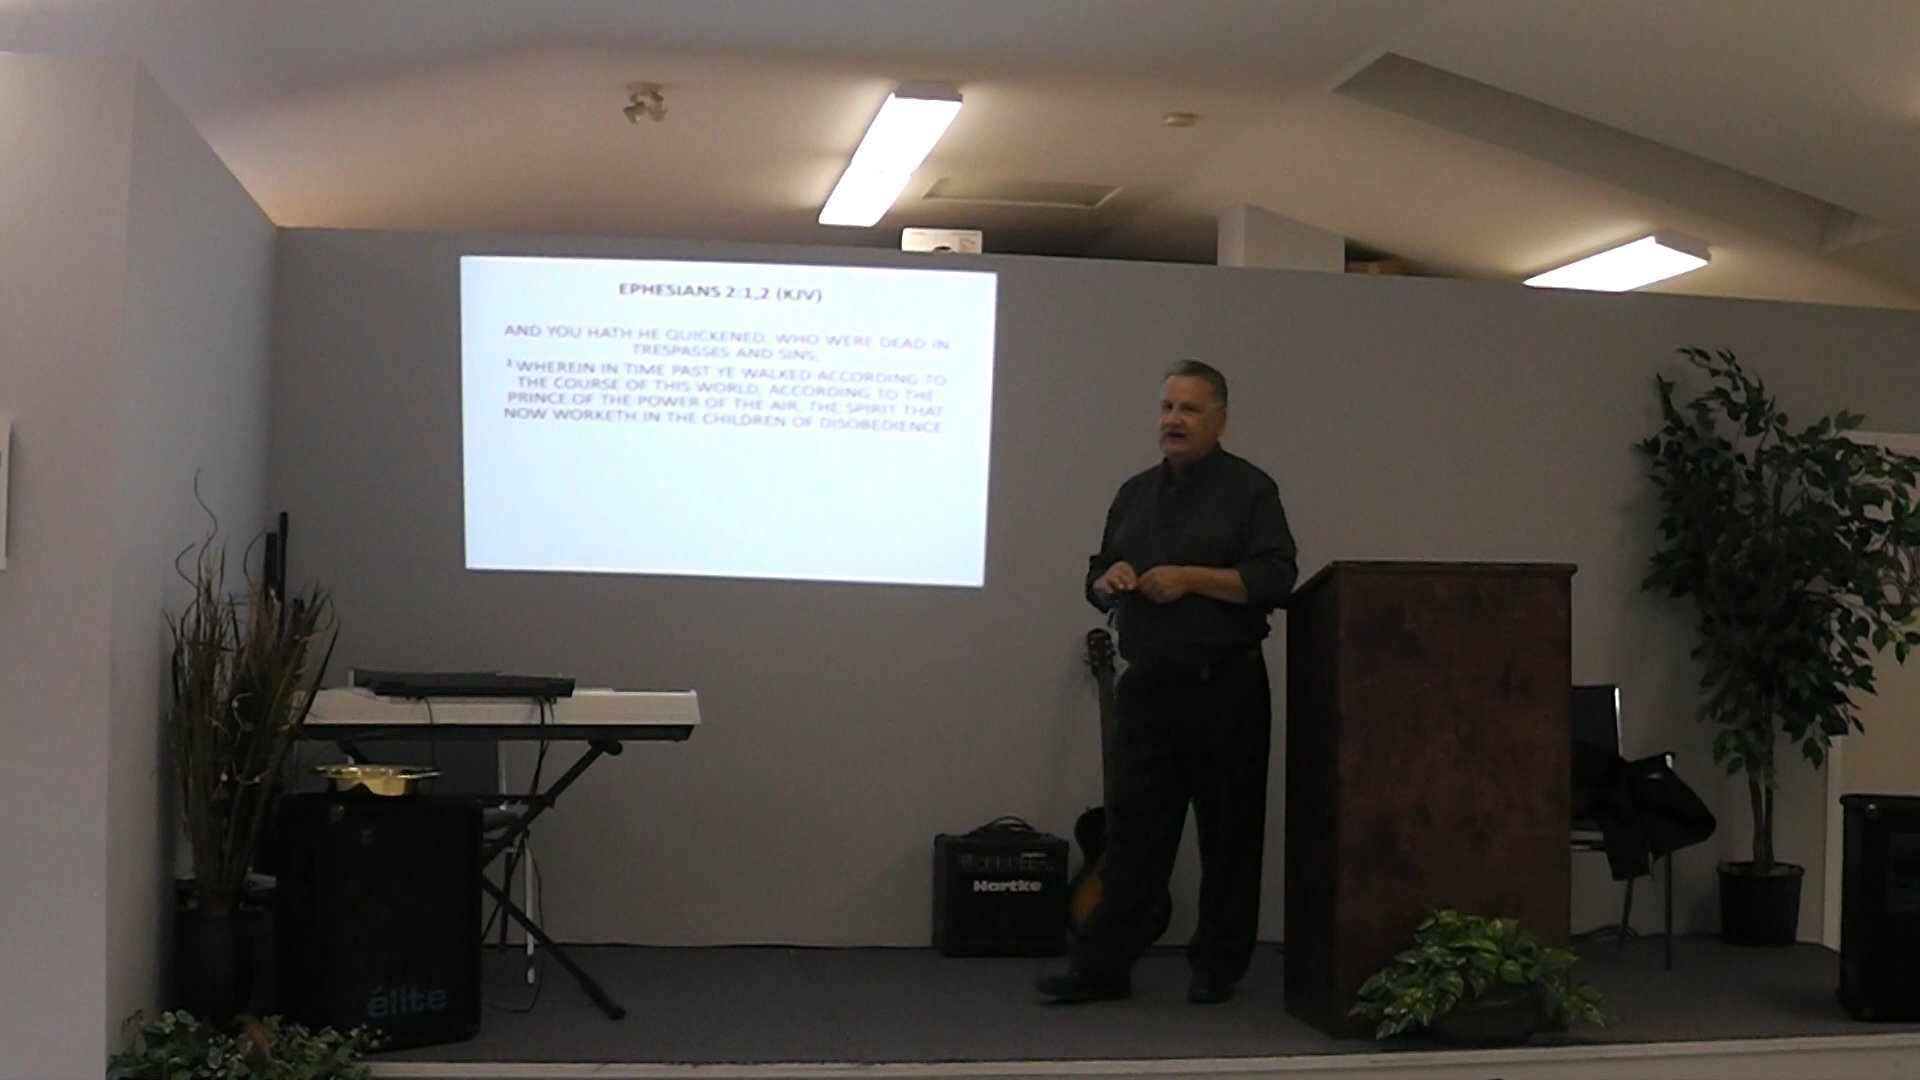 EPHESIANS 2:1,2 (KJV)
AND YOU HATH HE QUICKENED, WHO WERE DEAD IN
TRESPASSES AND SINS;
² WHEREIN IN TIME PAST YE WALKED ACCORDING TO
THE COURSE OF THIS WORLD, ACCORDING TO THE
PRINCE OF THE POWER OF THE AIR, THE SPIRIT THAT
NOW WORKETH IN THE CHILDREN OF DISOBEDIENCE
Hartke
élite